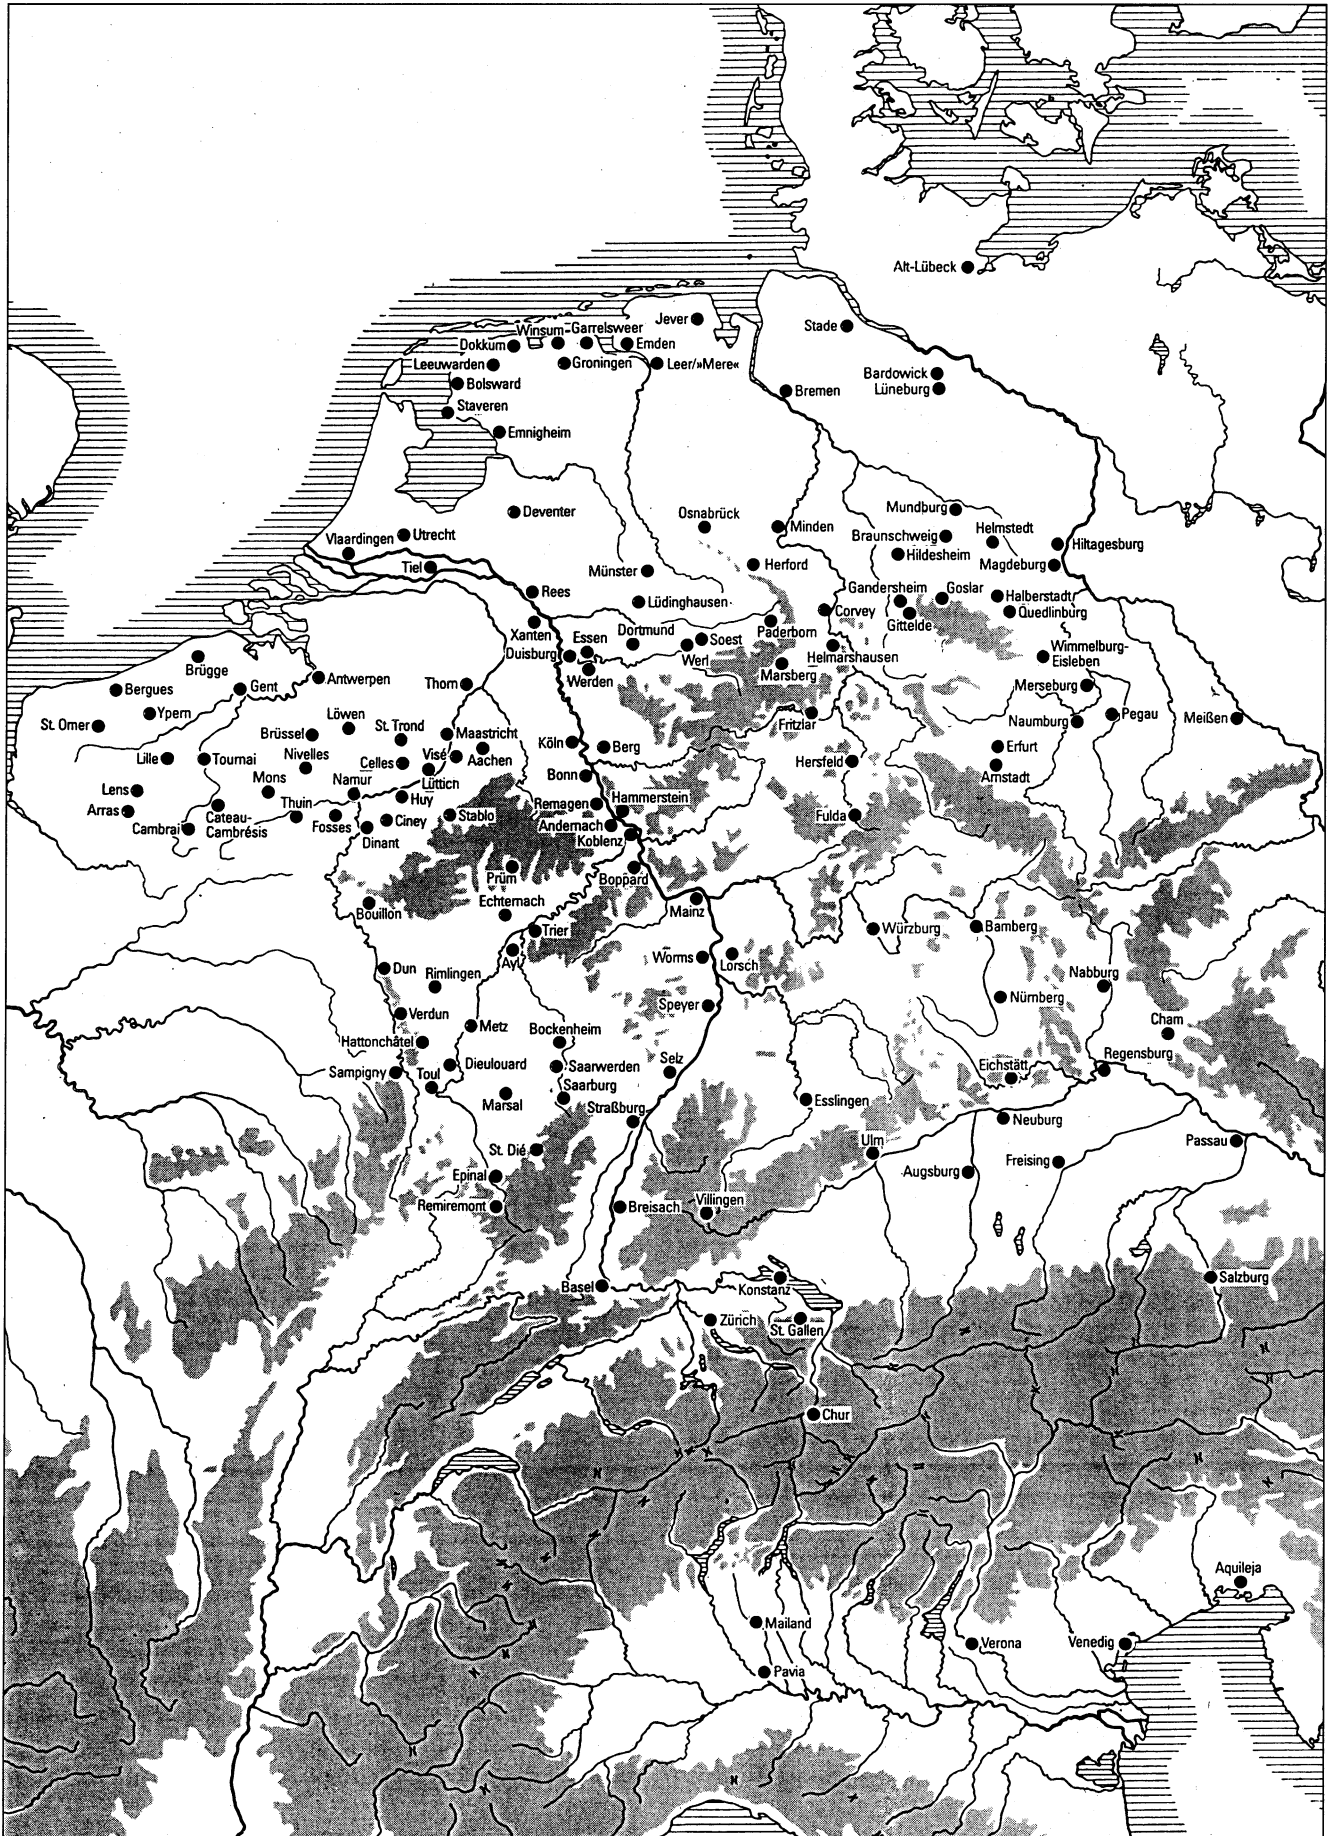 Alt-Lübeck
Jever
Stade
Winsum
Garrelsweer
Dokkum
Emden
Leeuwarden
Groningen
Leer/»Mere«
Bardowick
Bolsward
Bremen
Lüneburg
Staveren
Emnigheim
Mundburg
Deventer
Osnabrück
Minden
Helmstedt
Vlaardingen
Utrecht
Braunschweig
Hiltagesburg
Hildesheim
Tiel
Münster
Herford
Magdeburg
Rees
Lüdinghausen
Gandersheim
Goslar
Halberstadt
Corvey
Gittelde
Quedlinburg
Xanten
Essen
Dortmund
Soest
Paderborn
Duisburg
Werl
Helmarshausen
Wimmelburg-
Eisleben
Brügge
Werden
Marsberg
Antwerpen
Thorn
Merseburg
Bergues
Gent
Ypern
Fritzlar
Naumburg
Pegau
Meißen
St. Omer
Löwen
St. Trond
Brüssel
Maastricht
Köln
Berg
Erfurt
Lille
Tournai
Nivelles
Celles
Visé
Aachen
Hersfeld
Arnstadt
Mons
Namur
Lüttich
Bonn
Lens
Huy
Remagen
Hammerstein
Arras
Thuin
Stablo
Fulda
Cambrai
Cateau-
Cambrésis
Fosses
Ciney
Andernach
Dinant
Koblenz
Prüm
Boppard
Bouillon
Echternach
Mainz
Trier
Würzburg
Bamberg
Ayl
Worms
Lorsch
Dun
Rimlingen
Nabburg
Speyer
Nürnberg
Verdun
Metz
Bockenheim
Cham
Hattonchâtel
Regensburg
Sampigny
Toul
Dieulouard
Saarwerden
Selz
Eichstätt
Marsal
Saarburg
Esslingen
Straßburg
Neuburg
St. Dié
Ulm
Passau
Epinal
Augsburg
Freising
Remiremont
Breisach
Villingen
Basel
Konstanz
Salzburg
Zürich
St. Gallen
Chur
Aquileja
Mailand
Verona
Venedig
Pavia